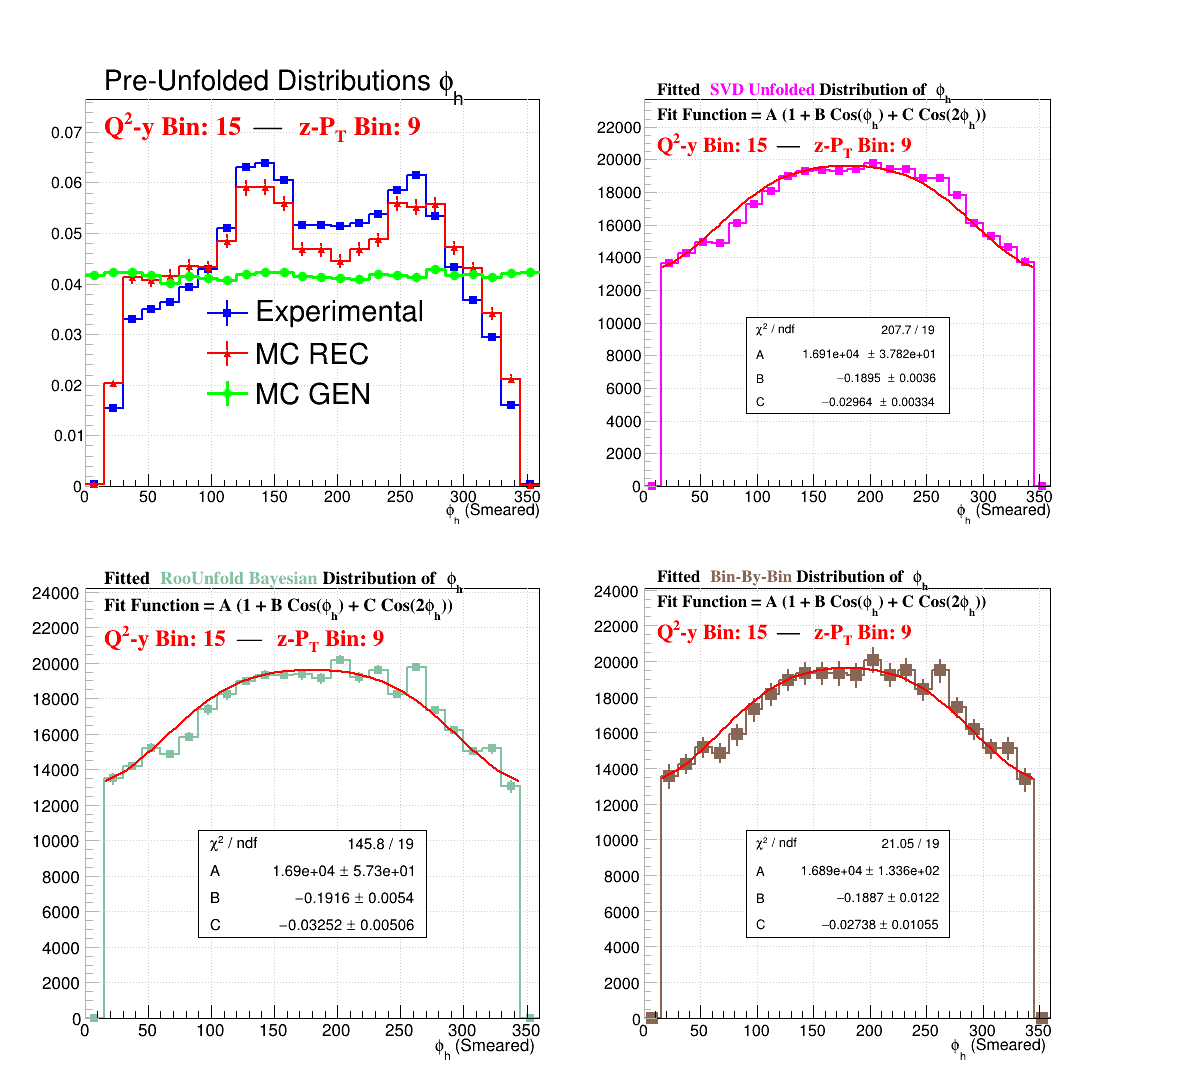 Pre-Unfolded Distributions ϕh
Q²-y Bin: 15 — z-PT Bin: 9
0.07
0.06
0.05
0.04
0.03
0.02
0.01
0
Experimental
MC REC
MC GEN
0 50 100 150 200 250 300 350
ϕh (Smeared)
Fitted SVD Unfolded Distribution of ϕh
Fit Function = A (1 + B Cos(ϕh) + C Cos(2ϕh))
Q²-y Bin: 15 — z-PT Bin: 9
22000
20000
18000
16000
14000
12000
10000
8000
6000
4000
2000
0
χ² / ndf 207.7 / 19
A 1.691e+04 ± 3.782e+01
B −0.1895 ± 0.0036
C −0.02964 ± 0.00334
0 50 100 150 200 250 300 350
ϕh (Smeared)
Fitted RooUnfold Bayesian Distribution of ϕh
Fit Function = A (1 + B Cos(ϕh) + C Cos(2ϕh))
Q²-y Bin: 15 — z-PT Bin: 9
24000
22000
20000
18000
16000
14000
12000
10000
8000
6000
4000
2000
0
χ² / ndf 145.8 / 19
A 1.69e+04 ± 5.73e+01
B −0.1916 ± 0.0054
C −0.03252 ± 0.00506
0 50 100 150 200 250 300 350
ϕh (Smeared)
Fitted Bin-By-Bin Distribution of ϕh
Fit Function = A (1 + B Cos(ϕh) + C Cos(2ϕh))
Q²-y Bin: 15 — z-PT Bin: 9
24000
22000
20000
18000
16000
14000
12000
10000
8000
6000
4000
2000
0
χ² / ndf 21.05 / 19
A 1.689e+04 ± 1.336e+02
B −0.1887 ± 0.0122
C −0.02738 ± 0.01055
0 50 100 150 200 250 300 350
ϕh (Smeared)